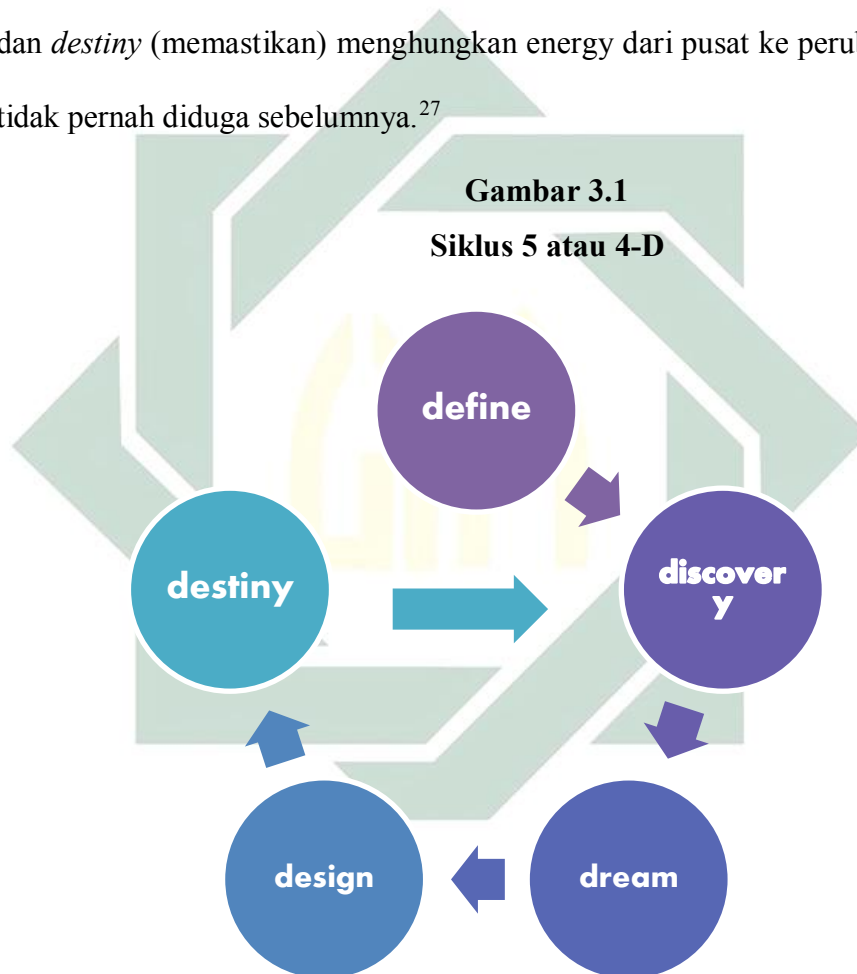 dan destiny (memastikan) menghungkan energy dari pusat ke perub
tidak pernah diduga sebelumnya.27
Gambar 3.1
Siklus 5 atau 4-D
define
discover
y
dream
design
destiny